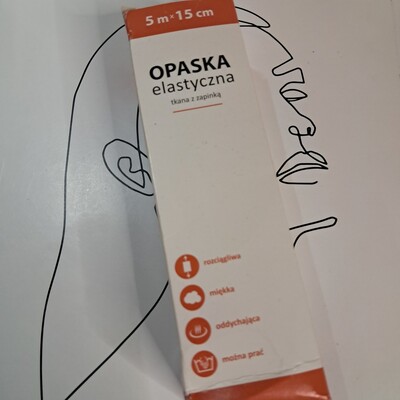 5 m × 15 cm
OPASKA
elastyczna
tkana z zapinką
rozciągliwa
miękka
oddychająca
można prać